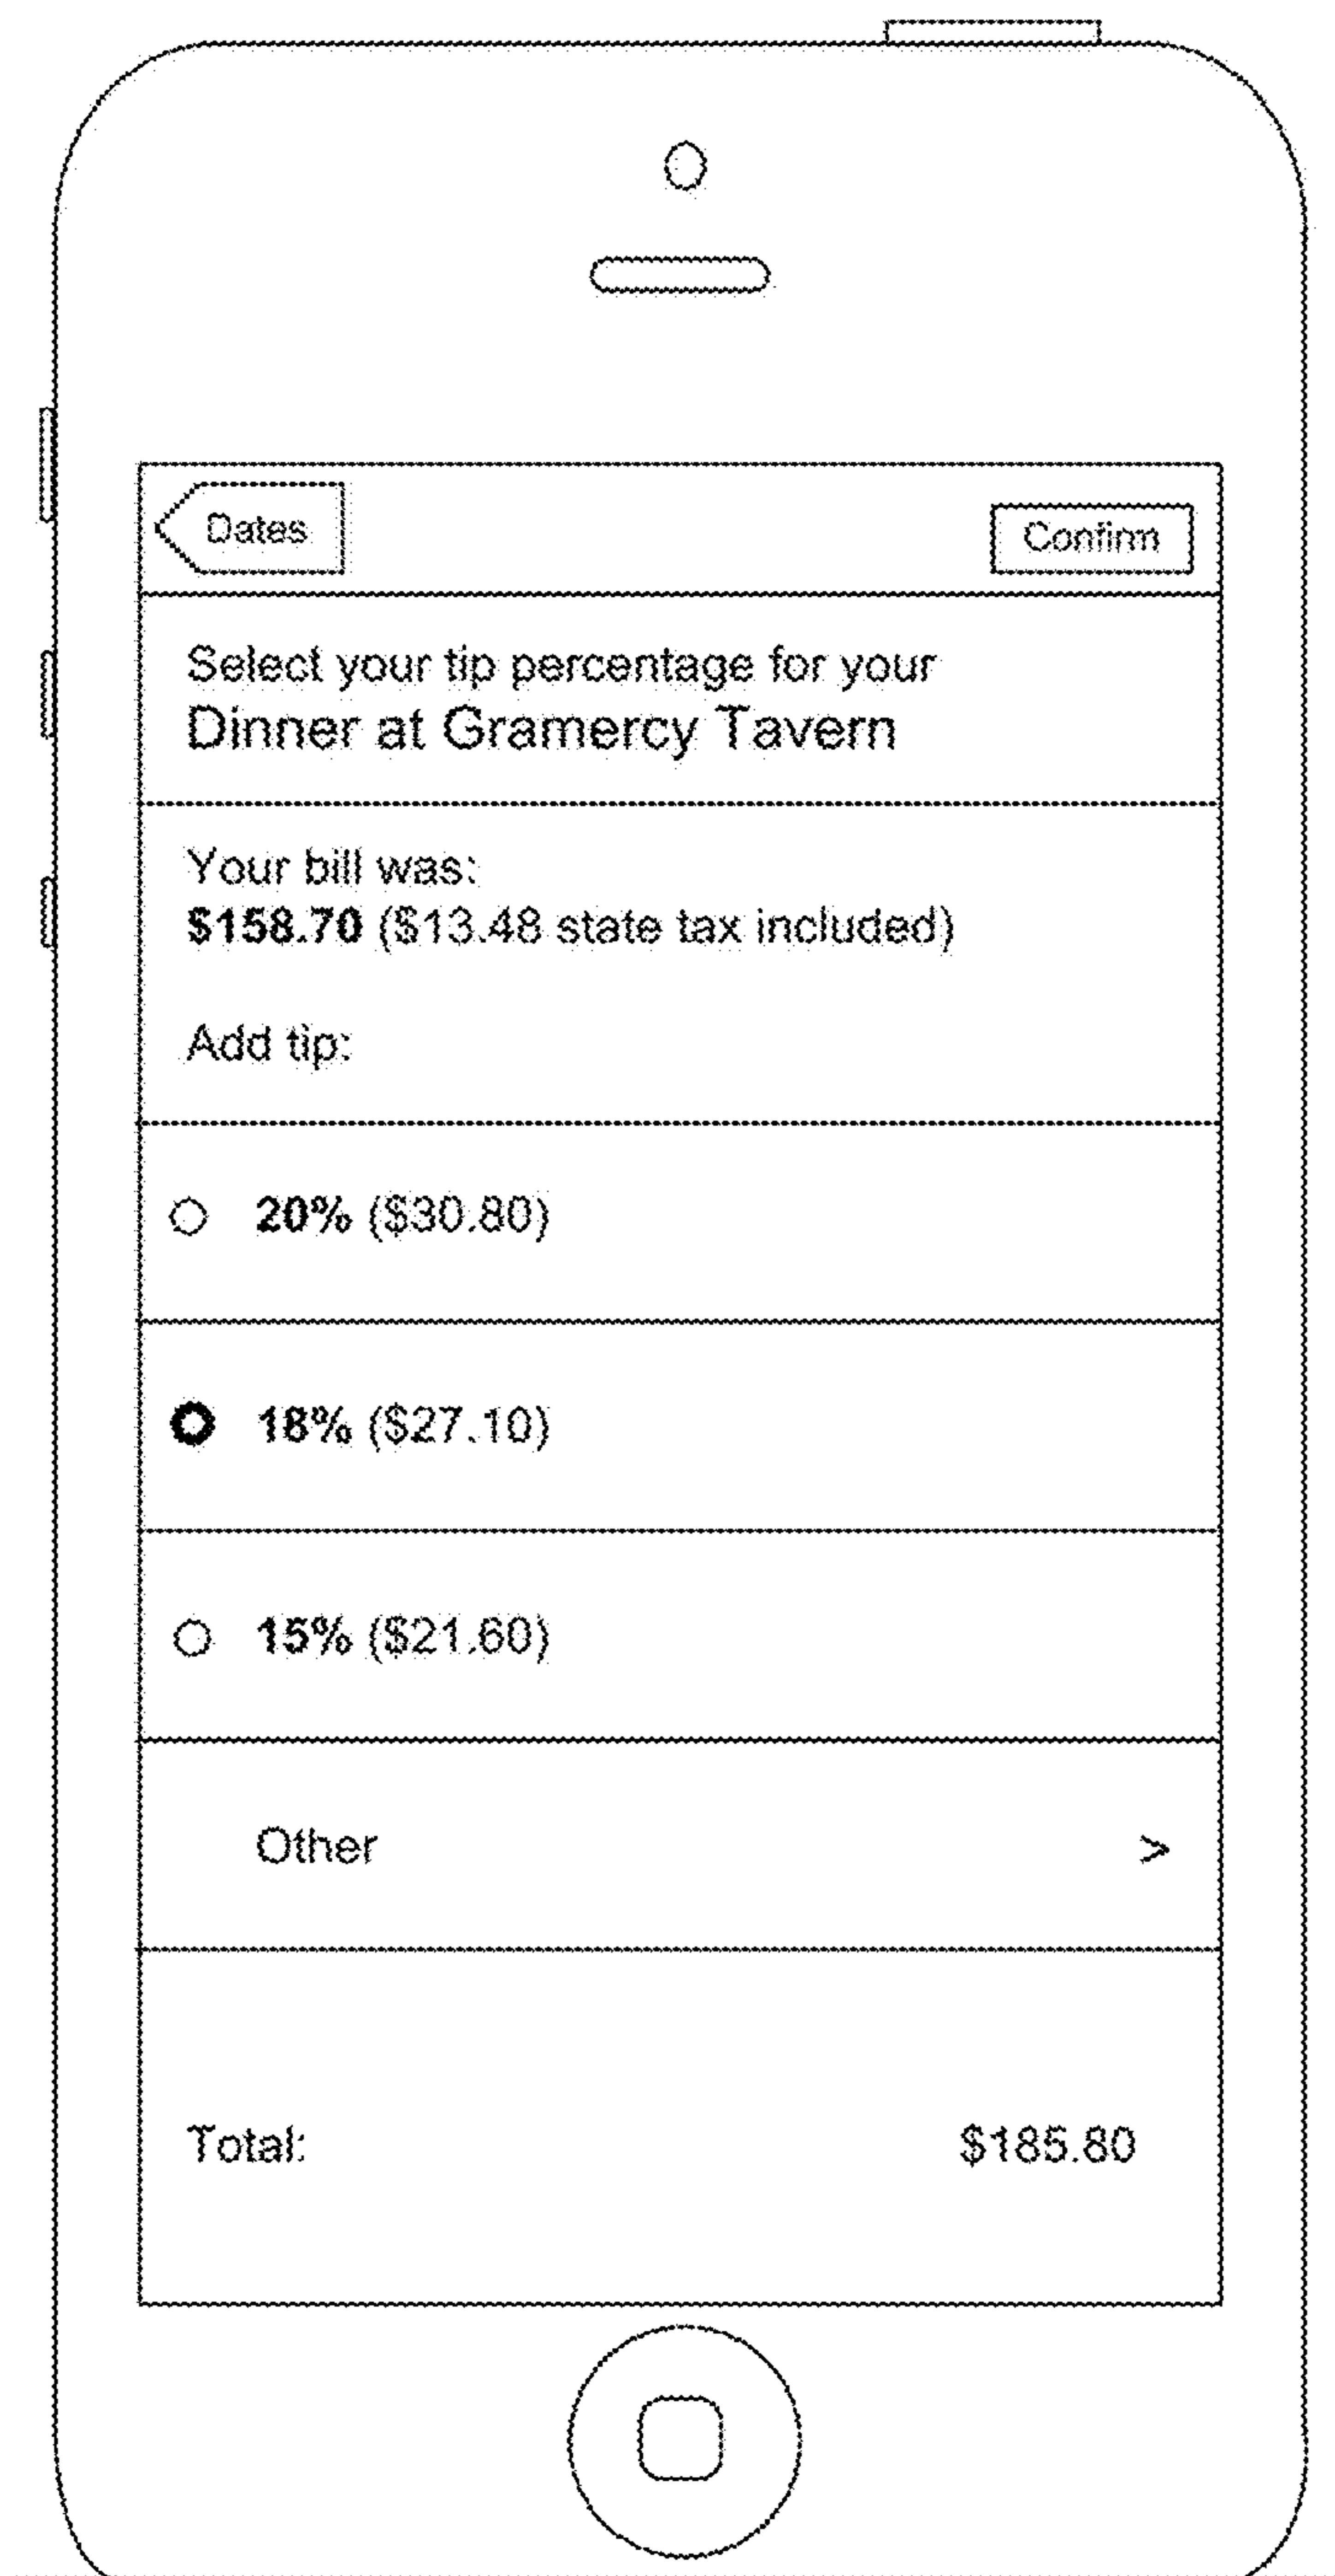 Dates
Confirm
Select your tip percentage for your
Dinner at Gramercy Tavern
Your bill was:
$158.70 ($13.48 state tax included)
Add tip:
20% ($30.80)
18% ($27.10)
15% ($21.60)
Other >
Total: $185.80